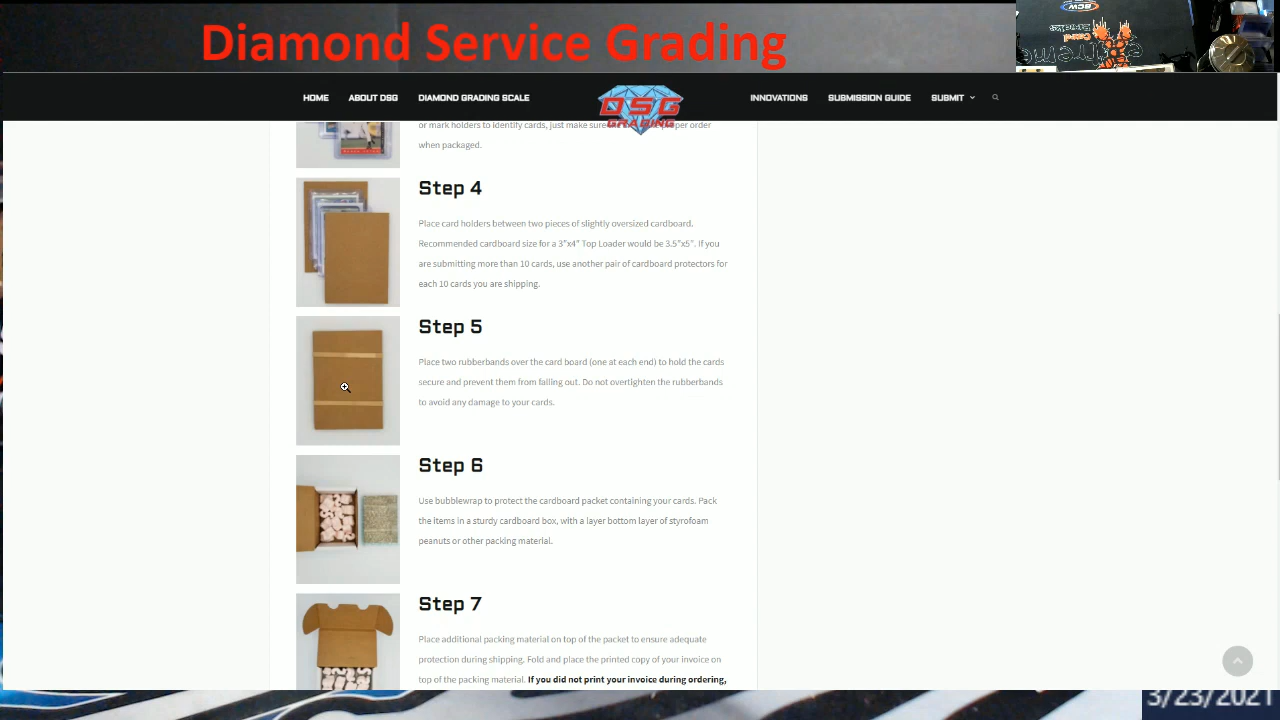 Diamond Service Grading
BCW
HOME ABOUT DSG DIAMOND GRADING SCALE DSG GRADING INNOVATIONS SUBMISSION GUIDE SUBMIT
or mark holders to identify cards, just make sure order
when packaged.
Step 4
Place card holders between two pieces of slightly oversized cardboard.
Recommended cardboard size for a 3"x4" Top Loader would be 3.5"x5". If you
are submitting more than 10 cards, use another pair of cardboard protectors for
each 10 cards you are shipping.
Step 5
Place two rubberbands over the card board (one at each end) to hold the cards
secure and prevent them from falling out. Do not overtighten the rubberbands
to avoid any damage to your cards.
Step 6
Use bubblewrap to protect the cardboard packet containing your cards. Pack
the items in a sturdy cardboard box, with a layer bottom layer of styrofoam
peanuts or other packing material.
Step 7
Place additional packing material on top of the packet to ensure adequate
protection during shipping. Fold and place the printed copy of your invoice on
top of the packing material. If you did not print your invoice during ordering,
3/23/2021